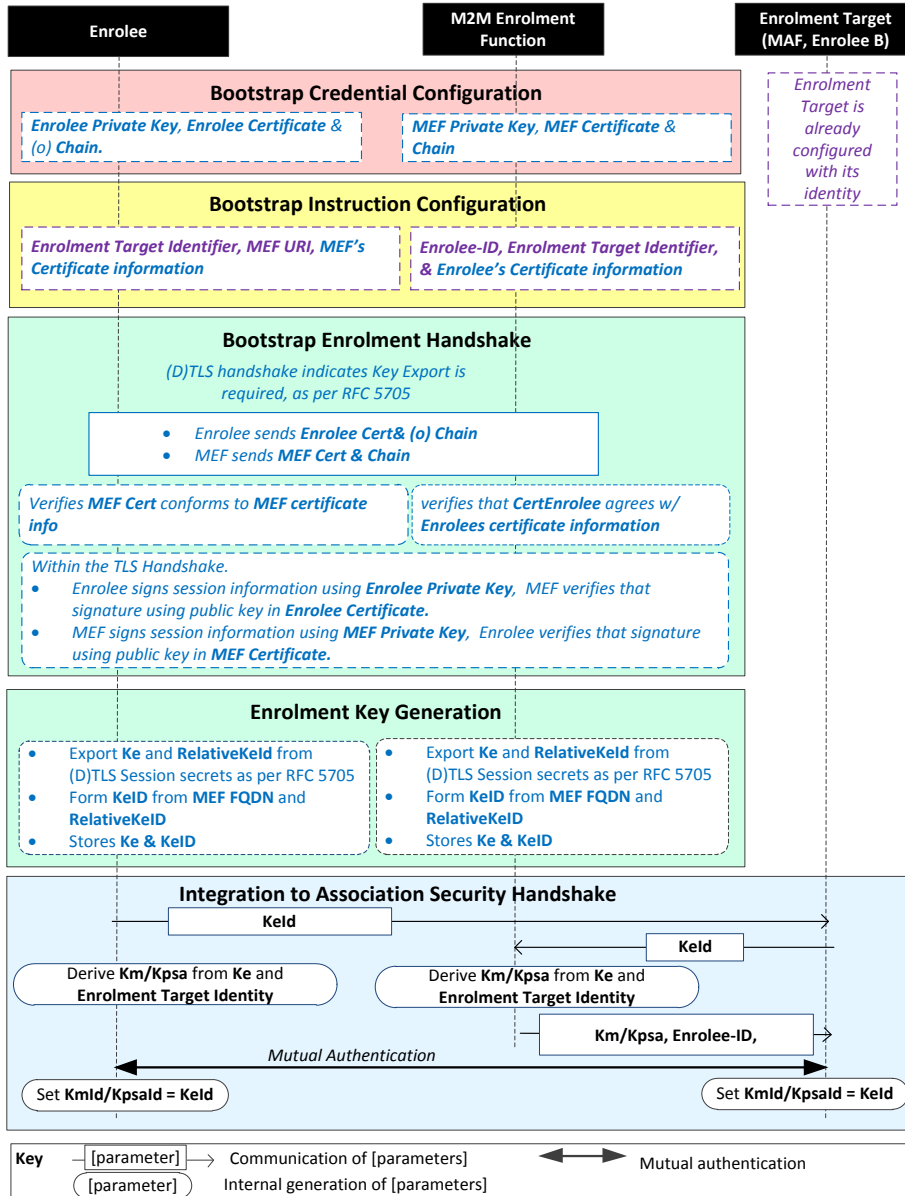 Enrolee
M2M Enrolment
Function
Enrolment Target
(MAF, Enrolee B)
Bootstrap Credential Configuration
Enrolee Private Key, Enrolee Certificate &
(o) Chain.
MEF Private Key, MEF Certificate &
Chain
Enrolment
Target is
already
configured
with its
identity
Bootstrap Instruction Configuration
Enrolment Target Identifier, MEF URI, MEF's
Certificate information
Enrolee-ID, Enrolment Target Identifier,
& Enrolee's Certificate information
Bootstrap Enrolment Handshake
(D)TLS handshake indicates Key Export is
required, as per RFC 5705
• Enrolee sends Enrolee Cert& (o) Chain
• MEF sends MEF Cert & Chain
Verifies MEF Cert conforms to MEF certificate
info
verifies that CertEnrolee agrees w/
Enrolees certificate information
Within the TLS Handshake.
• Enrolee signs session information using Enrolee Private Key, MEF verifies that
signature using public key in Enrolee Certificate.
• MEF signs session information using MEF Private Key, Enrolee verifies that signature
using public key in MEF Certificate.
Enrolment Key Generation
• Export Ke and RelativeKeId from
(D)TLS Session secrets as per RFC 5705
• Form KeID from MEF FQDN and
RelativeKeID
• Stores Ke & KeID
• Export Ke and RelativeKeId from
(D)TLS Session secrets as per RFC 5705
• Form KeID from MEF FQDN and
RelativeKeID
• Stores Ke & KeID
Integration to Association Security Handshake
KeId
KeId
Derive Km/Kpsa from Ke and
Enrolment Target Identity
Derive Km/Kpsa from Ke and
Enrolment Target Identity
Km/Kpsa, Enrolee-ID,
Mutual Authentication
Set KmId/KpsaId = KeId
Set KmId/KpsaId = KeId
Key
[parameter]
Communication of [parameters]
Mutual authentication
[parameter]
Internal generation of [parameters]